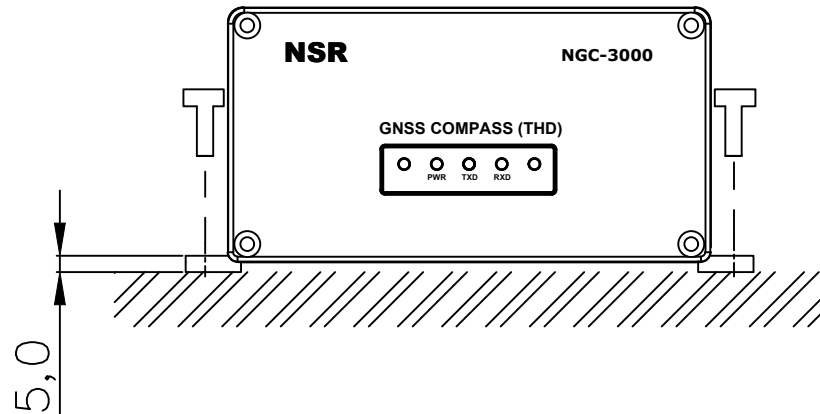 NSR
NGC-3000
GNSS COMPASS (THD)
PWR TXD RXD
5,0